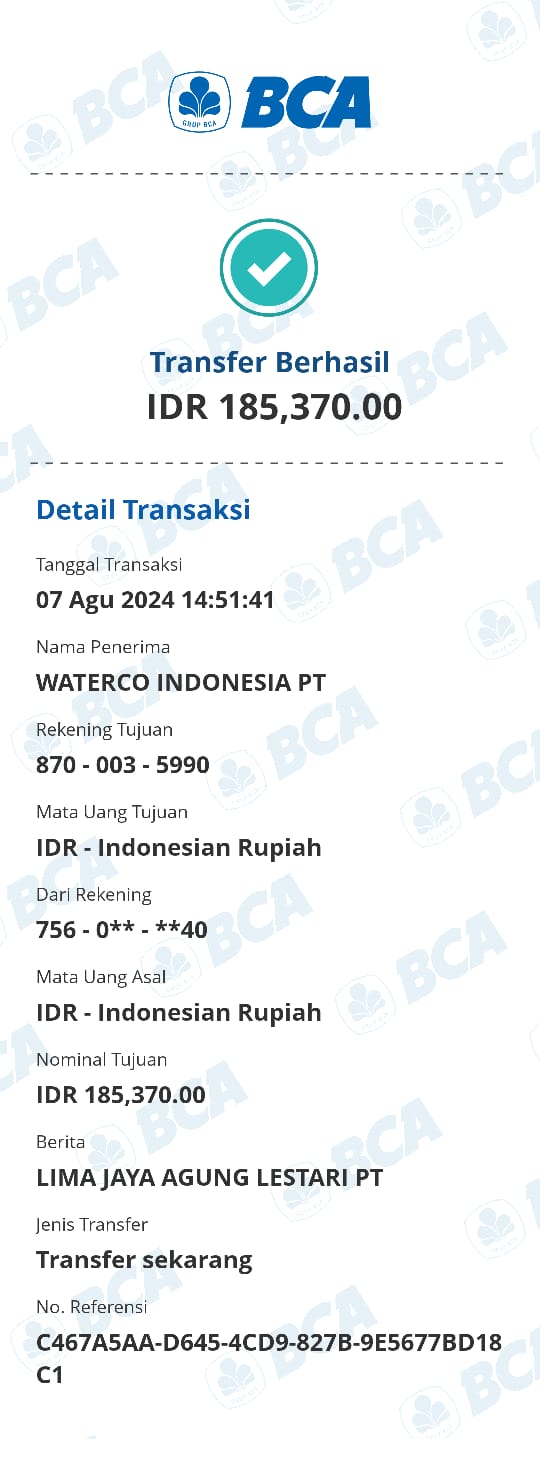 GRUP BCA
BCA
Transfer Berhasil
IDR 185,370.00
Detail Transaksi
Tanggal Transaksi
07 Agu 2024 14:51:41
Nama Penerima
WATERCO INDONESIA PT
Rekening Tujuan
870 - 003 - 5990
Mata Uang Tujuan
IDR - Indonesian Rupiah
Dari Rekening
756 - 0** - **40
Mata Uang Asal
IDR - Indonesian Rupiah
Nominal Tujuan
IDR 185,370.00
Berita
LIMA JAYA AGUNG LESTARI PT
Jenis Transfer
Transfer sekarang
No. Referensi
C467A5AA-D645-4CD9-827B-9E5677BD18
C1